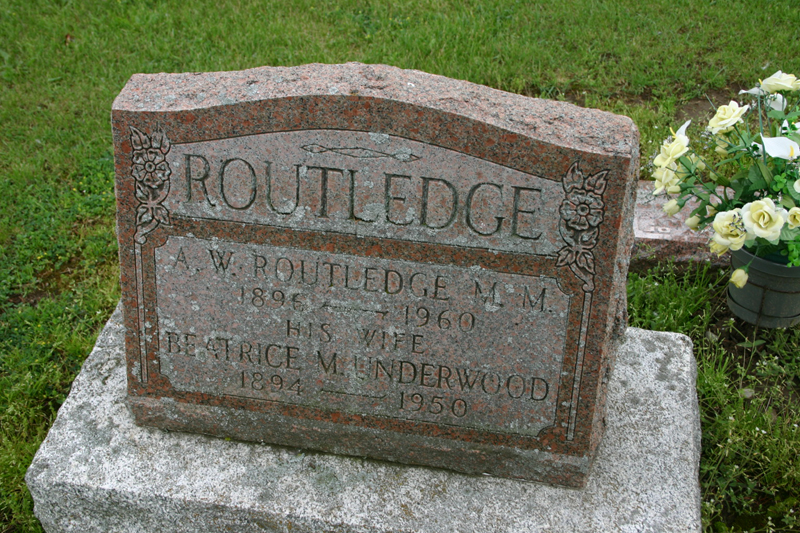 ROUTLEDGE
A. W. ROUTLEDGE M. M.
1896 — 1960
HIS WIFE
BEATRICE M. UNDERWOOD
1894 — 1950